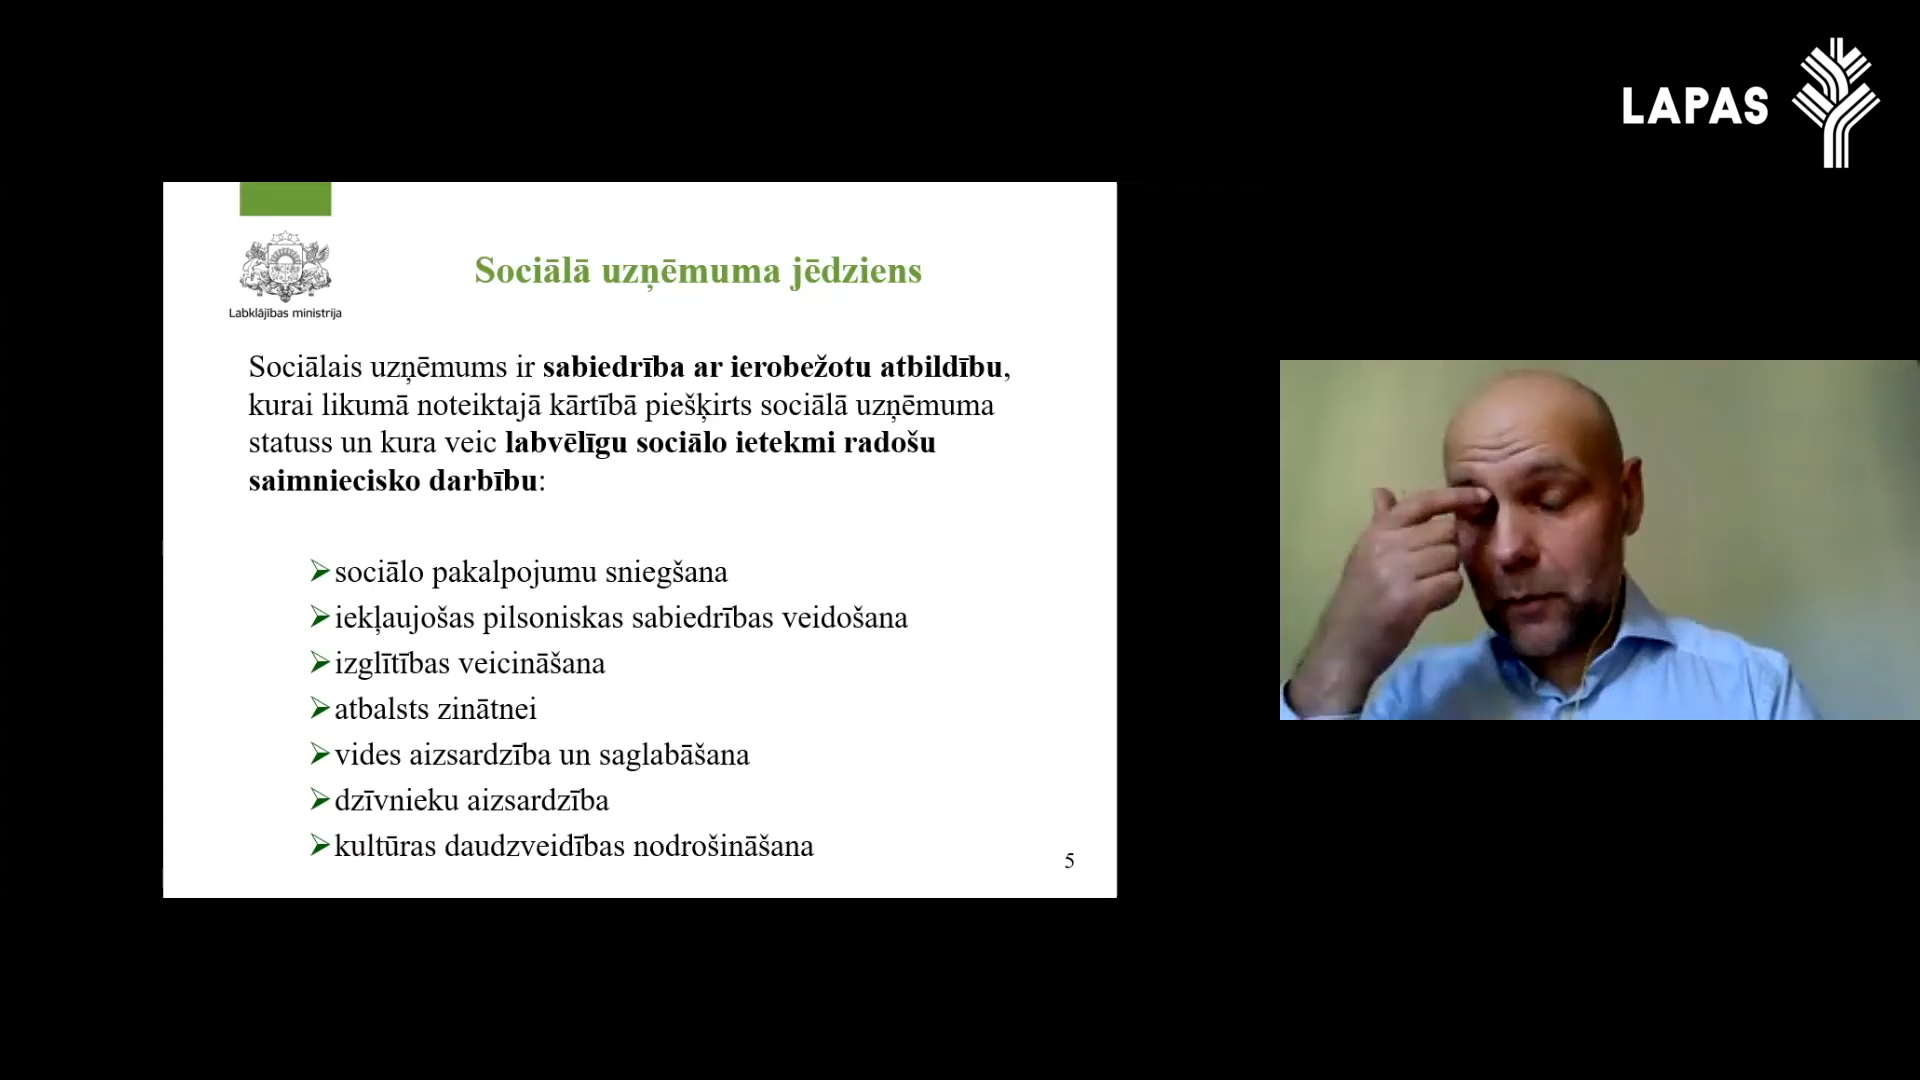 LAPAS
Labklājības ministrija
Sociālā uzņēmuma jēdziens
Sociālais uzņēmums ir sabiedrība ar ierobežotu atbildību,
kurai likumā noteiktajā kārtībā piešķirts sociālā uzņēmuma
statuss un kura veic labvēlīgu sociālo ietekmi radošu
saimniecisko darbību:
➢sociālo pakalpojumu sniegšana
➢iekļaujošas pilsoniskas sabiedrības veidošana
➢izglītības veicināšana
➢atbalsts zinātnei
➢vides aizsardzība un saglabāšana
➢dzīvnieku aizsardzība
➢kultūras daudzveidības nodrošināšana
5